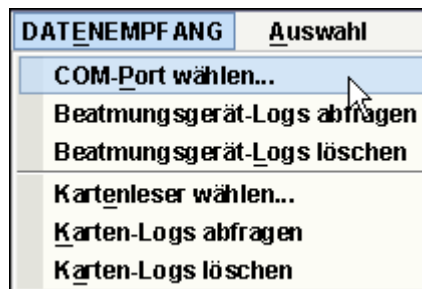 DATENEMPFANG Auswahl
COM-Port wählen...
Beatmungsgerät-Logs abfragen
Beatmungsgerät-Logs löschen
Kartenleser wählen...
Karten-Logs abfragen
Karten-Logs löschen